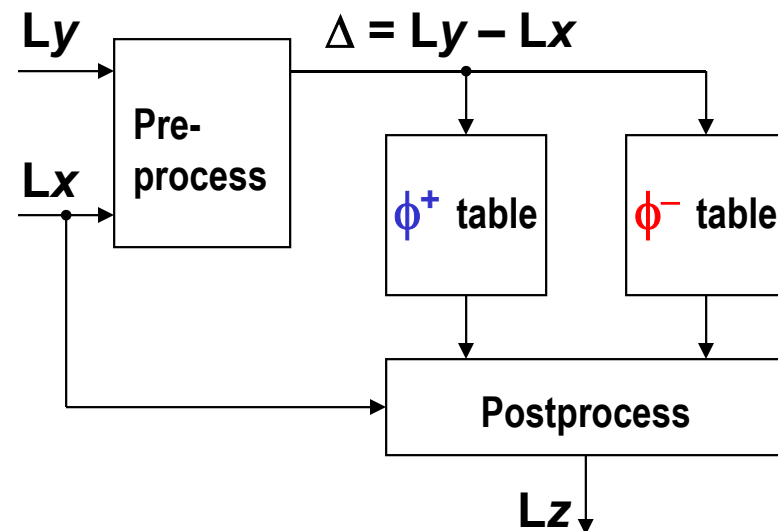 Ly
Δ = Ly – Lx
Pre-
process
Lx
ϕ⁺ table
ϕ⁻ table
Postprocess
Lz